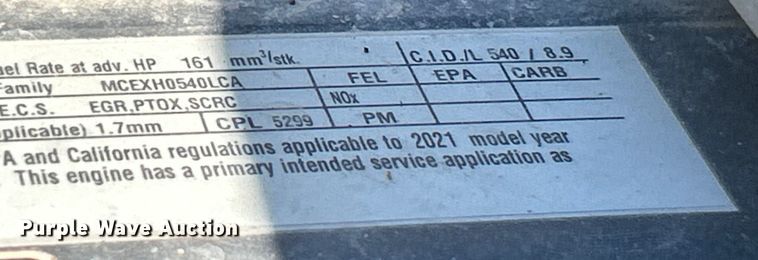 uel Rate at adv. HP 161 mm³/stk. C.I.D./L 540 / 8.9
Family MCEXH0540LCA FEL EPA CARB
E.C.S. EGR,PTOX,SCRC NOx
plicable) 1.7mm CPL 5299 PM
A and California regulations applicable to 2021 model year
This engine has a primary intended service application as
Purple Wave Auction